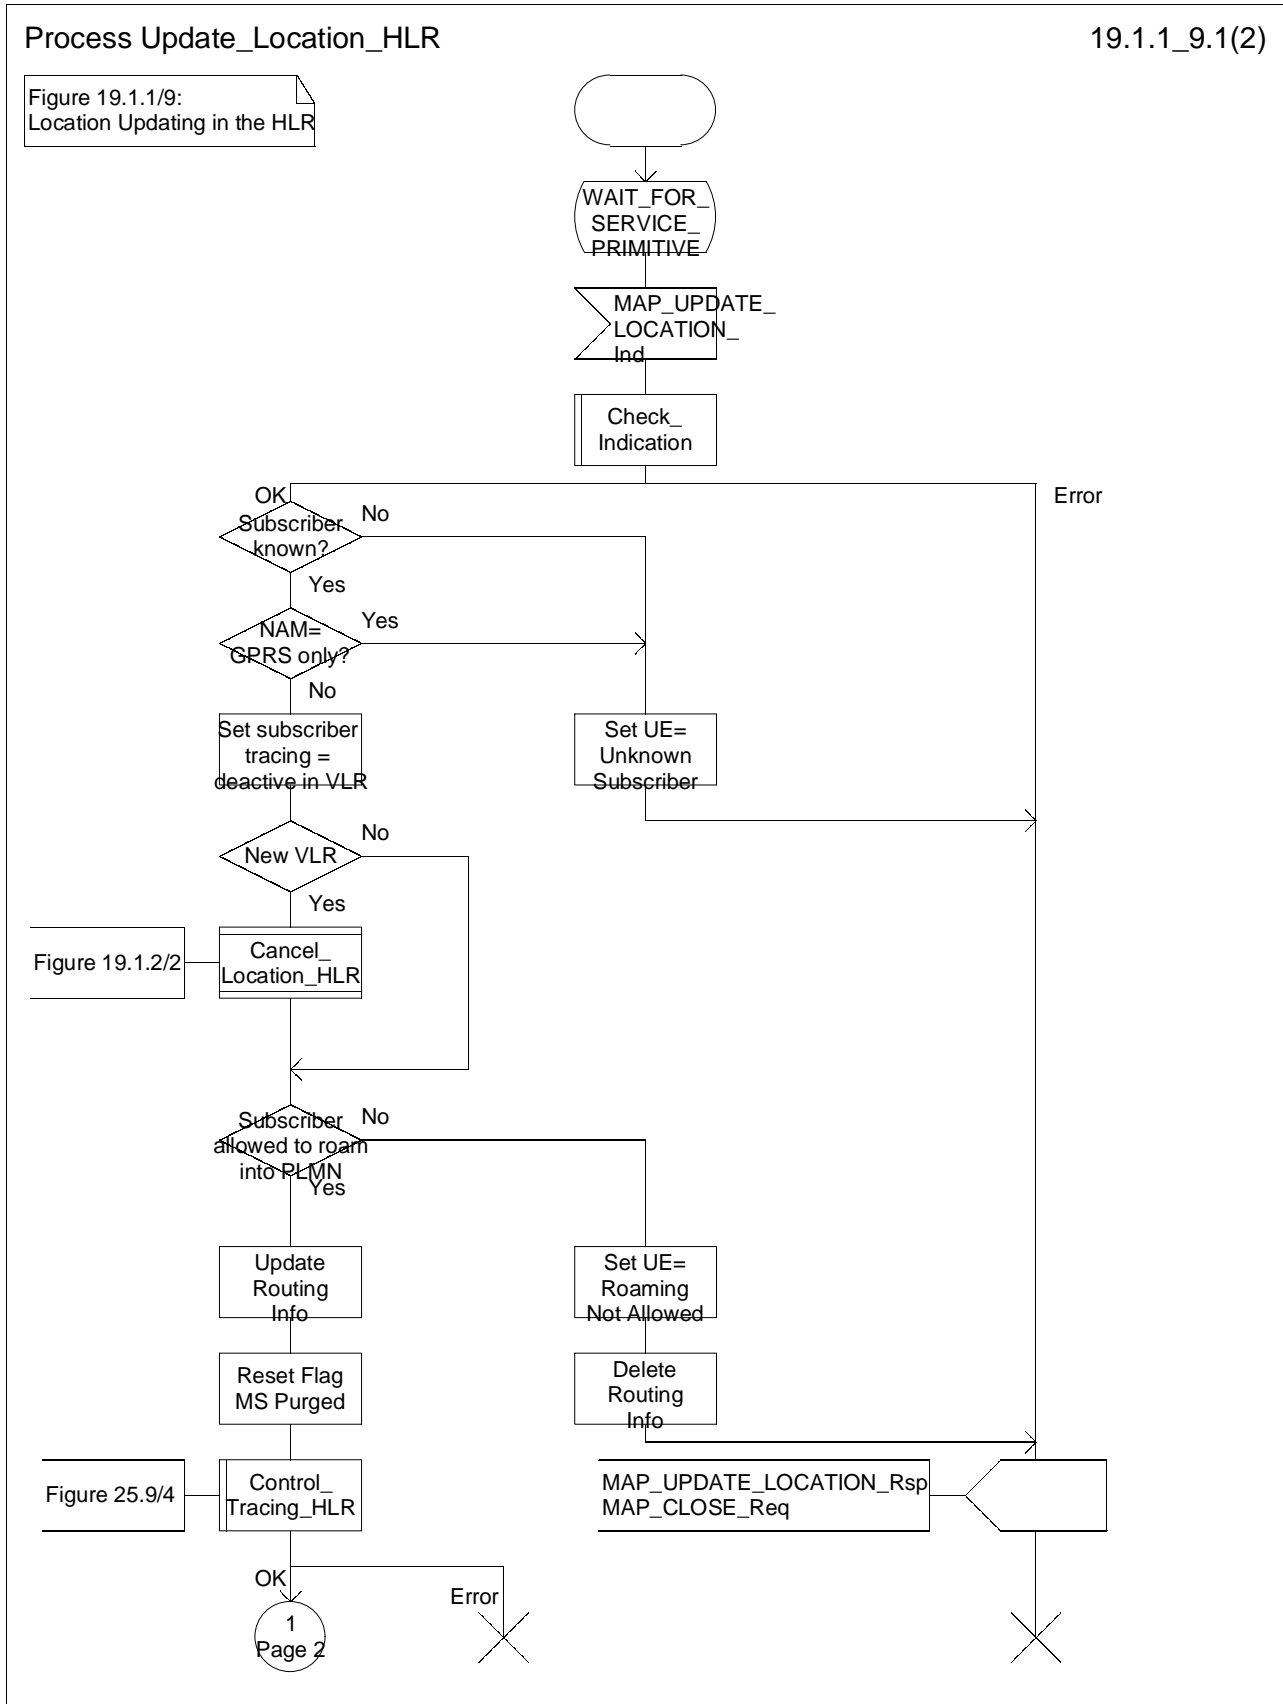 Process Update_Location_HLR
19.1.1_9.1(2)
Figure 19.1.1/9:
Location Updating in the HLR
WAIT_FOR_
SERVICE_
PRIMITIVE
MAP_UPDATE_
LOCATION_
Ind
Check_
Indication
OK
Error
Subscriber
known?
No
Yes
NAM=
GPRS only?
Yes
No
Set subscriber
tracing =
deactive in VLR
Set UE=
Unknown
Subscriber
New VLR
No
Yes
Figure 19.1.2/2
Cancel_
Location_HLR
Subscriber
allowed to roam
into PLMN
No
Yes
Update
Routing
Info
Set UE=
Roaming
Not Allowed
Reset Flag
MS Purged
Delete
Routing
Info
Figure 25.9/4
Control_
Tracing_HLR
MAP_UPDATE_LOCATION_Rsp
MAP_CLOSE_Req
OK
Error
1
Page 2